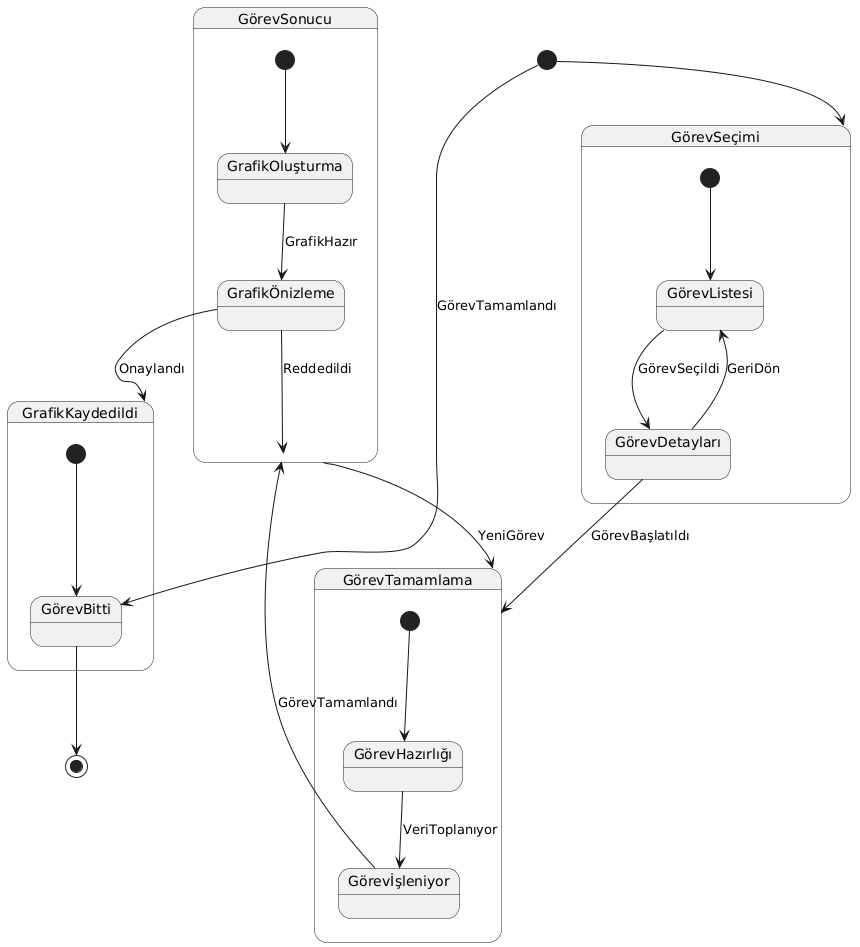 GörevSonucu
GrafikOluşturma
GrafikHazır
GrafikÖnizleme
Onaylandı
Reddedildi
GörevTamamlandı
GörevSeçimi
GörevListesi
GörevSeçildi
GeriDön
GörevDetayları
GrafikKaydedildi
GörevBitti
YeniGörev
GörevBaşlatıldı
GörevTamamlama
GörevTamamlandı
GörevHazırlığı
VeriToplanıyor
Görevİşleniyor